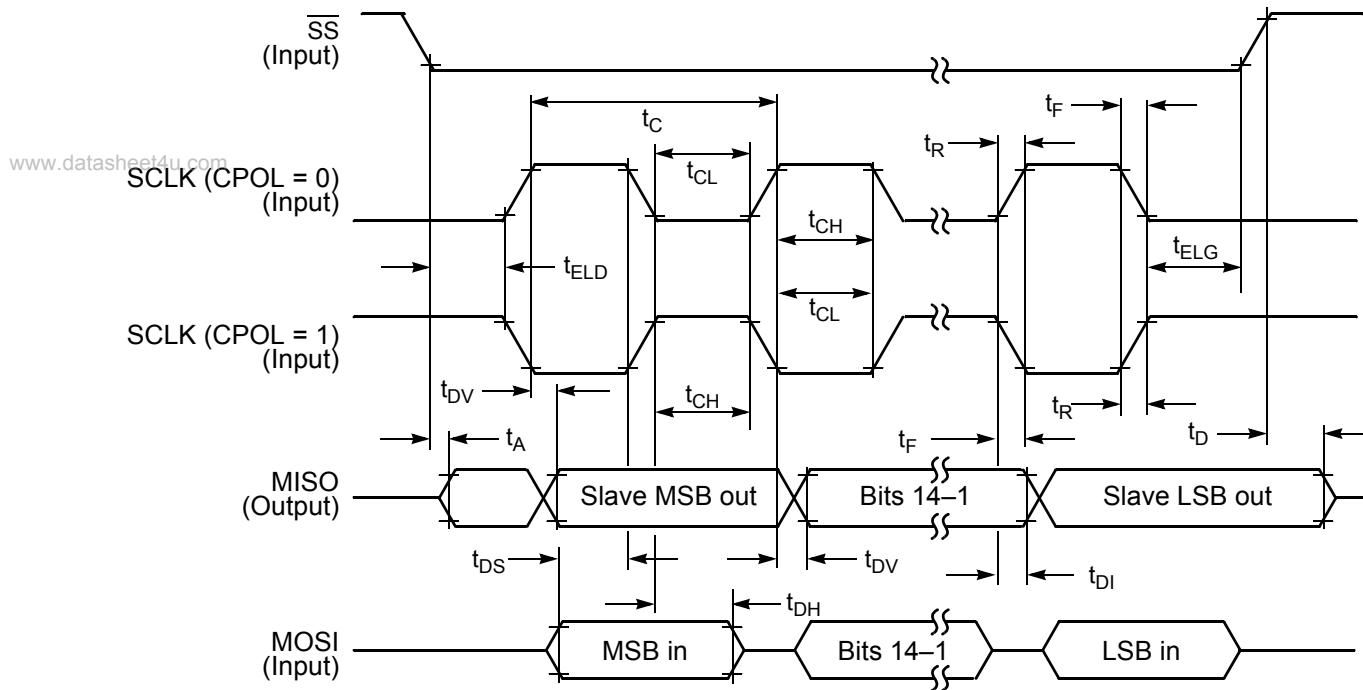 SS
(Input)
t_F
t_C
t_R
www.datasheet4u.com
t_CL
SCLK (CPOL = 0)
(Input)
t_CH
t_ELG
t_ELD
t_CL
SCLK (CPOL = 1)
(Input)
t_DV
t_CH
t_R
t_A
t_F
t_D
MISO
(Output)
Slave MSB out
Bits 14–1
Slave LSB out
t_DS
t_DV
t_DI
t_DH
MOSI
(Input)
MSB in
Bits 14–1
LSB in